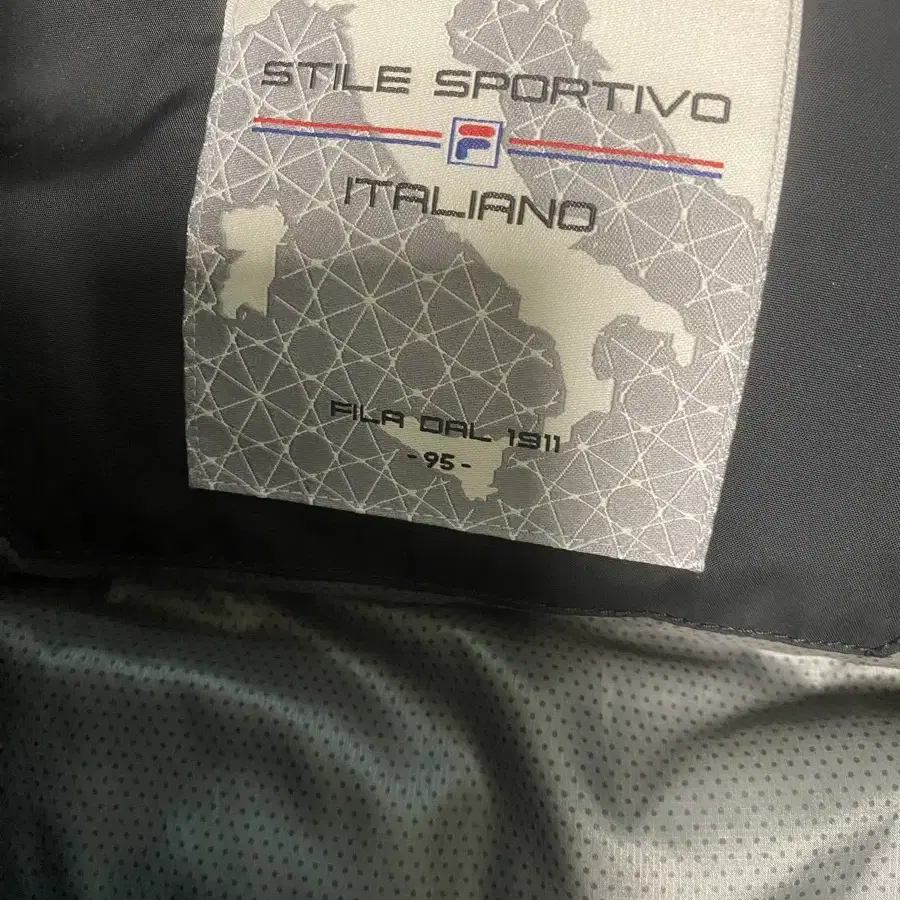 STILE SPORTIVO
F
ITALIANO
FILA DAL 1911
- 95 -